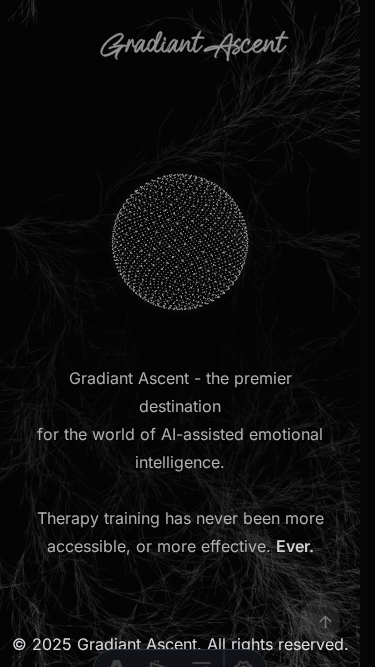 Gradiant Ascent
Gradiant Ascent - the premier
destination
for the world of AI-assisted emotional
intelligence.
Therapy training has never been more
accessible, or more effective. Ever.
© 2025 Gradiant Ascent. All rights reserved.